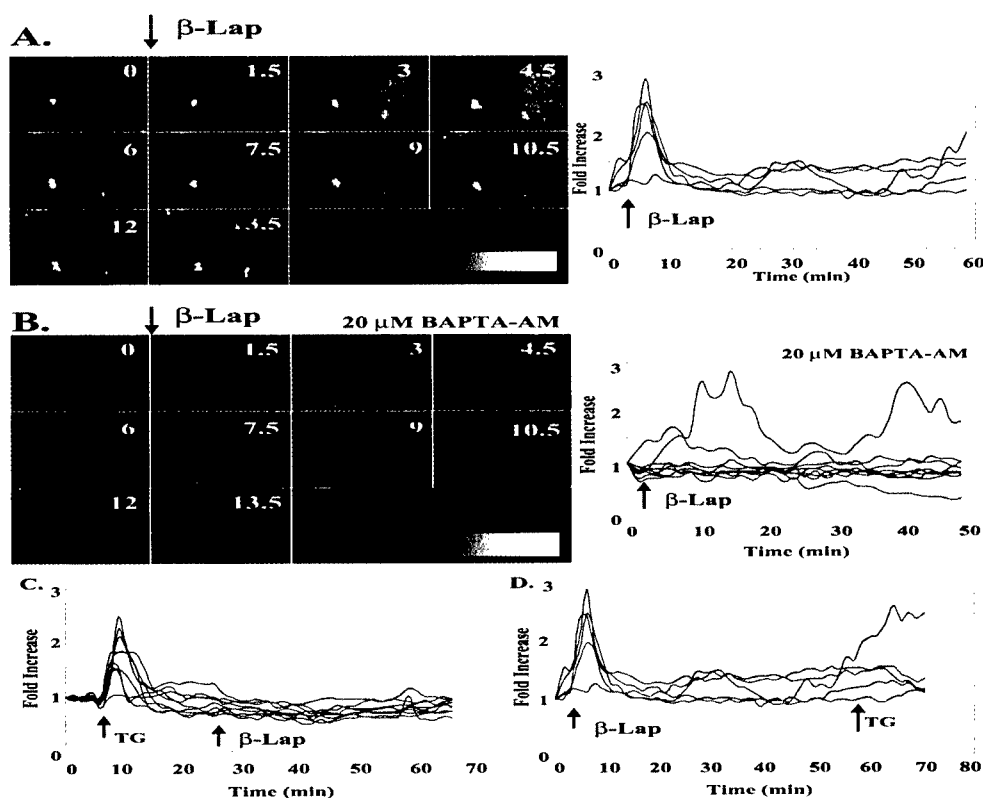 A.
β-Lap
0 1.5 3 4.5
6 7.5 9 10.5
12 13.5
3
2
1
0
Fold Increase
β-Lap
0 10 20 30 40 50 60
Time (min)
B.
β-Lap
20 μM BAPTA-AM
0 1.5 3 4.5
6 7.5 9 10.5
12 13.5
20 μM BAPTA-AM
3
2
1
0
Fold Increase
β-Lap
0 10 20 30 40 50
Time (min)
C.
3
2
1
0
Fold Increase
TG
β-Lap
0 10 20 30 40 50 60 70
Time (min)
D.
3
2
1
0
Fold Increase
β-Lap
TG
0 10 20 30 40 50 60 70 80
Time (min)